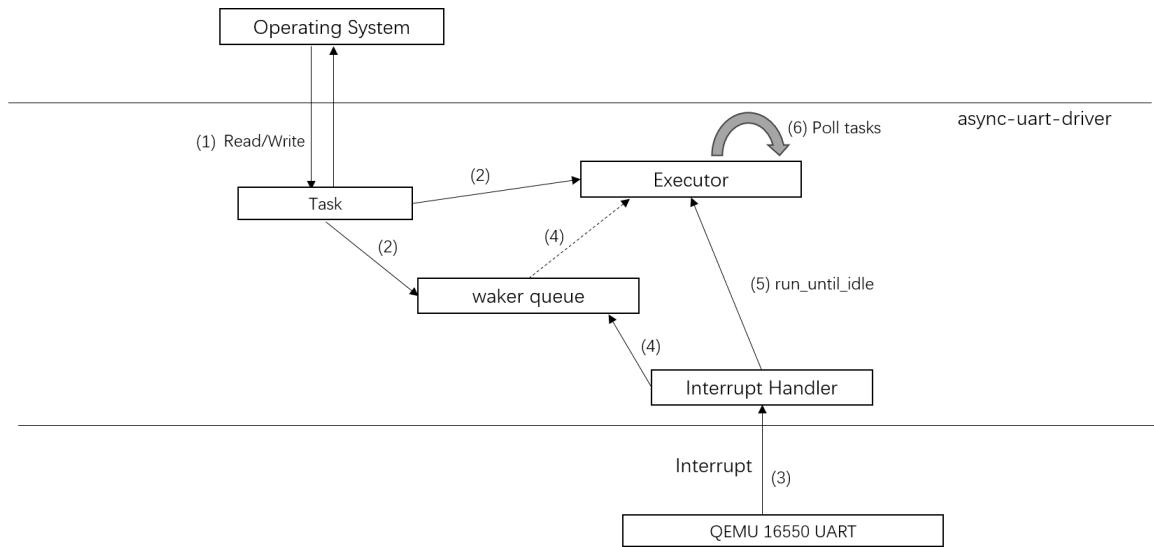 Operating System
async-uart-driver
(6) Poll tasks
(1) Read/Write
Executor
(2)
Task
(4)
(2)
(5) run_until_idle
waker queue
(4)
Interrupt Handler
Interrupt
(3)
QEMU 16550 UART